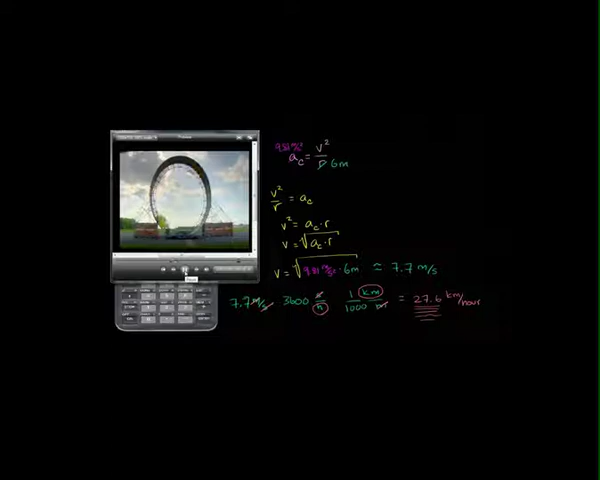 9.81 m/s²
a_c = v²/r 6m
v²/r = a_c
v² = a_c · r
v = √(a_c · r)
v = √(9.81 m/s² · 6m) ≈ 7.7 m/s
7.7 m/s 3600 s/h 1 km/1000 m = 27.6 km/hour